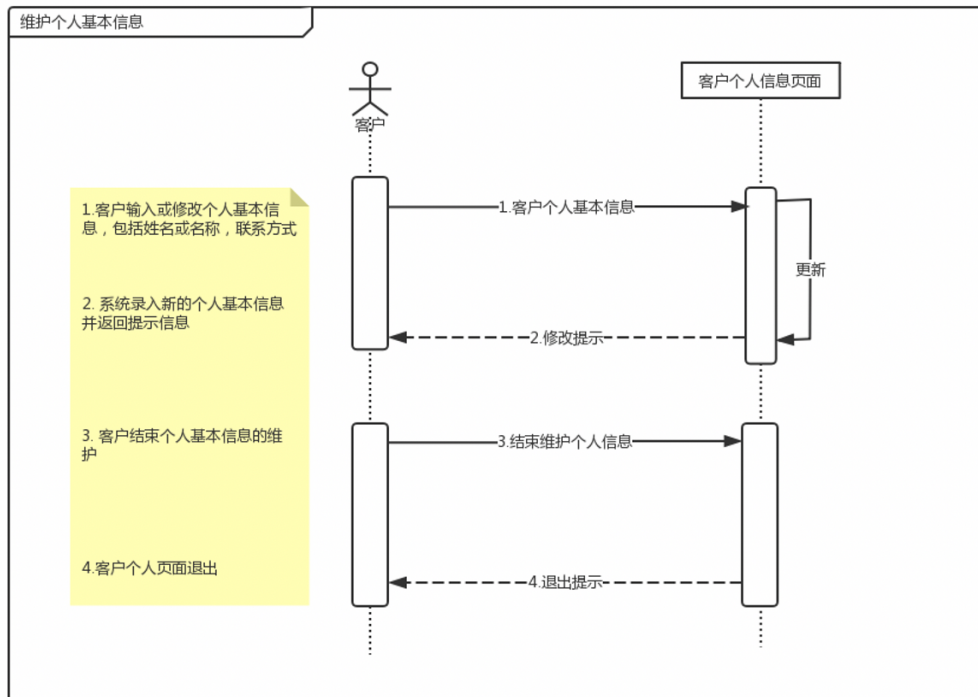 维护个人基本信息
客户
客户个人信息页面
1.客户输入或修改个人基本信
息，包括姓名或名称，联系方式
1.客户个人基本信息
更新
2. 系统录入新的个人基本信息
并返回提示信息
2.修改提示
3. 客户结束个人基本信息的维
护
3.结束维护个人信息
4.客户个人页面退出
4.退出提示